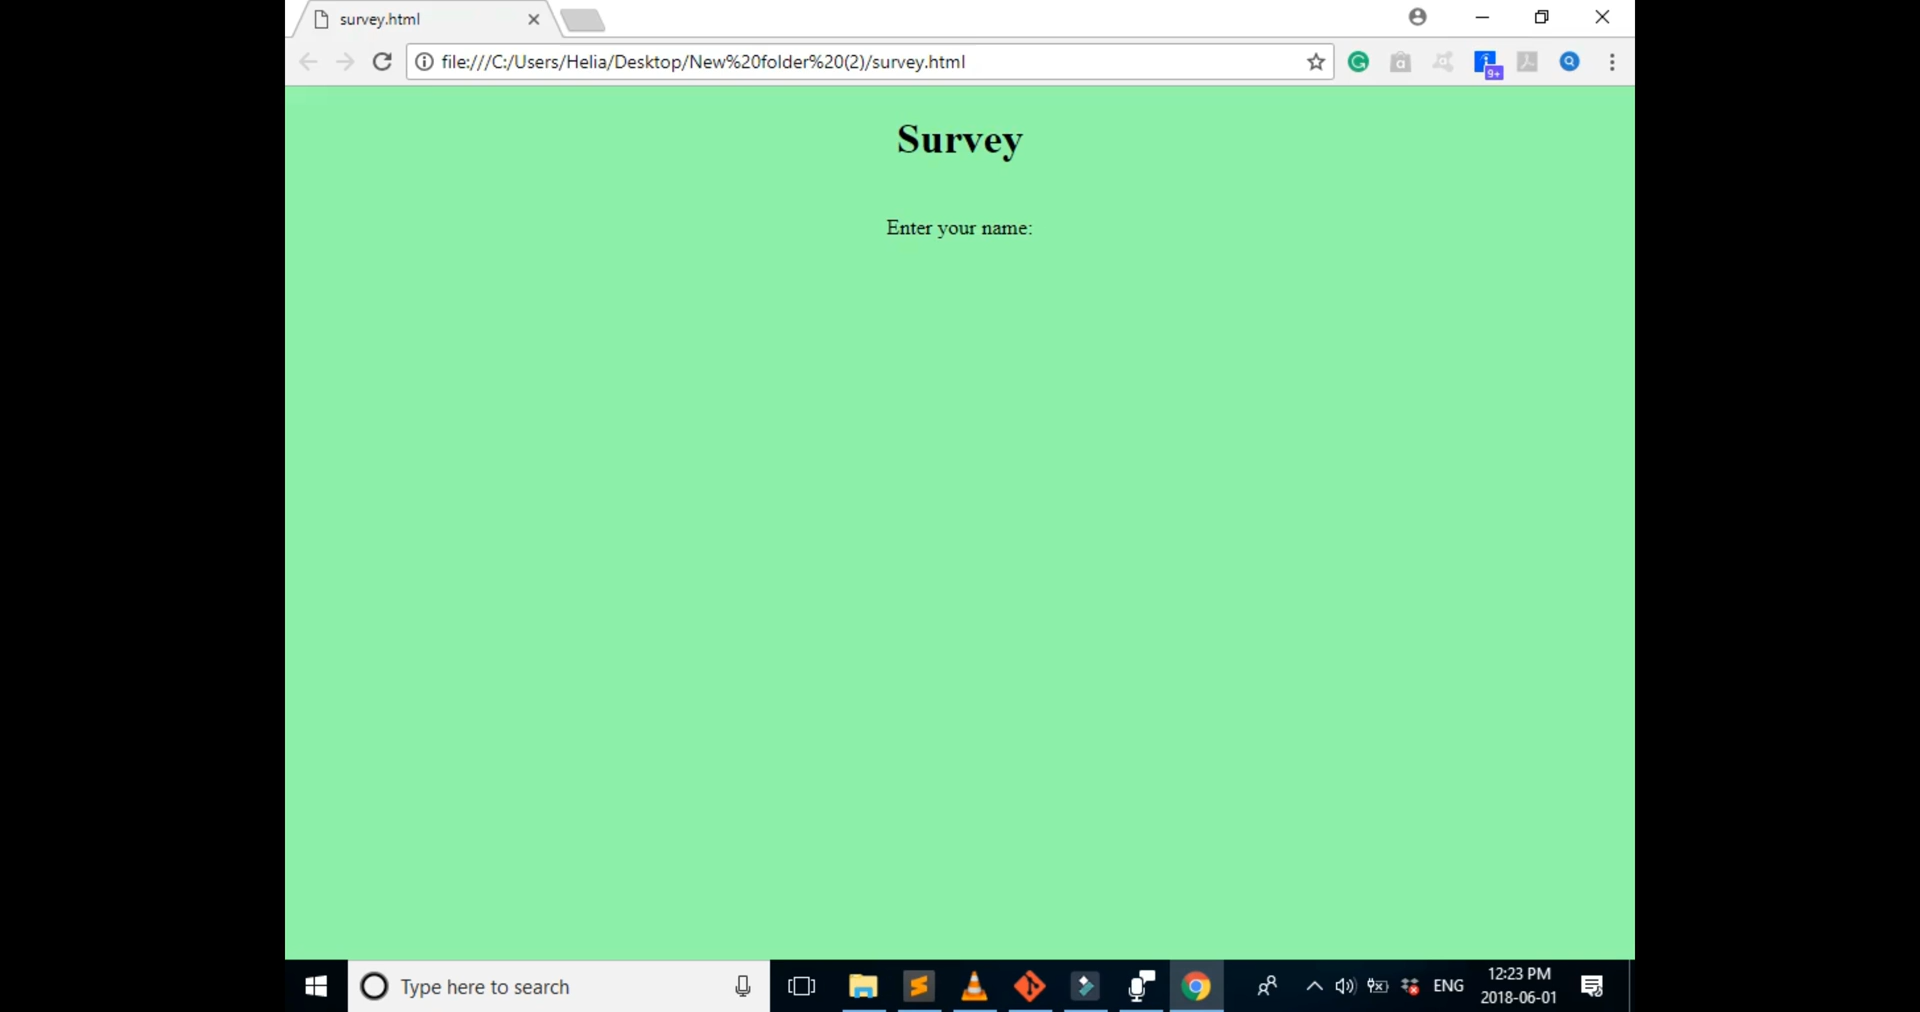 survey.html
file:///C:/Users/Helia/Desktop/New%20folder%20(2)/survey.html
9+
Survey
Enter your name:
Type here to search
ENG
12:23 PM
2018-06-01